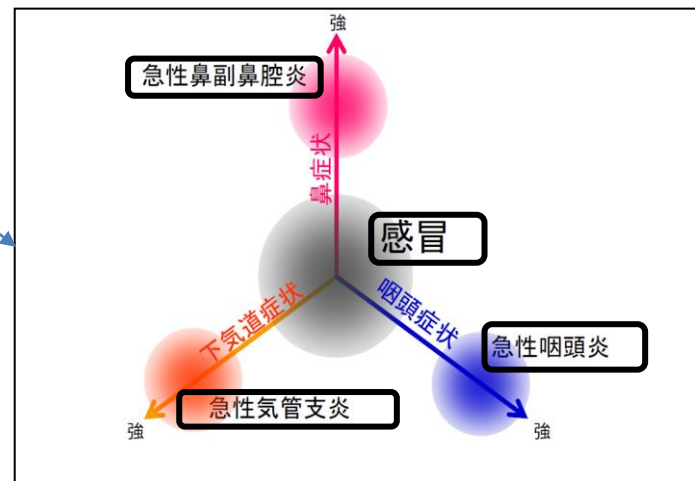 強
急性鼻副鼻腔炎
鼻症状
感冒
下気道症状
咽頭症状
急性咽頭炎
急性気管支炎
強
強